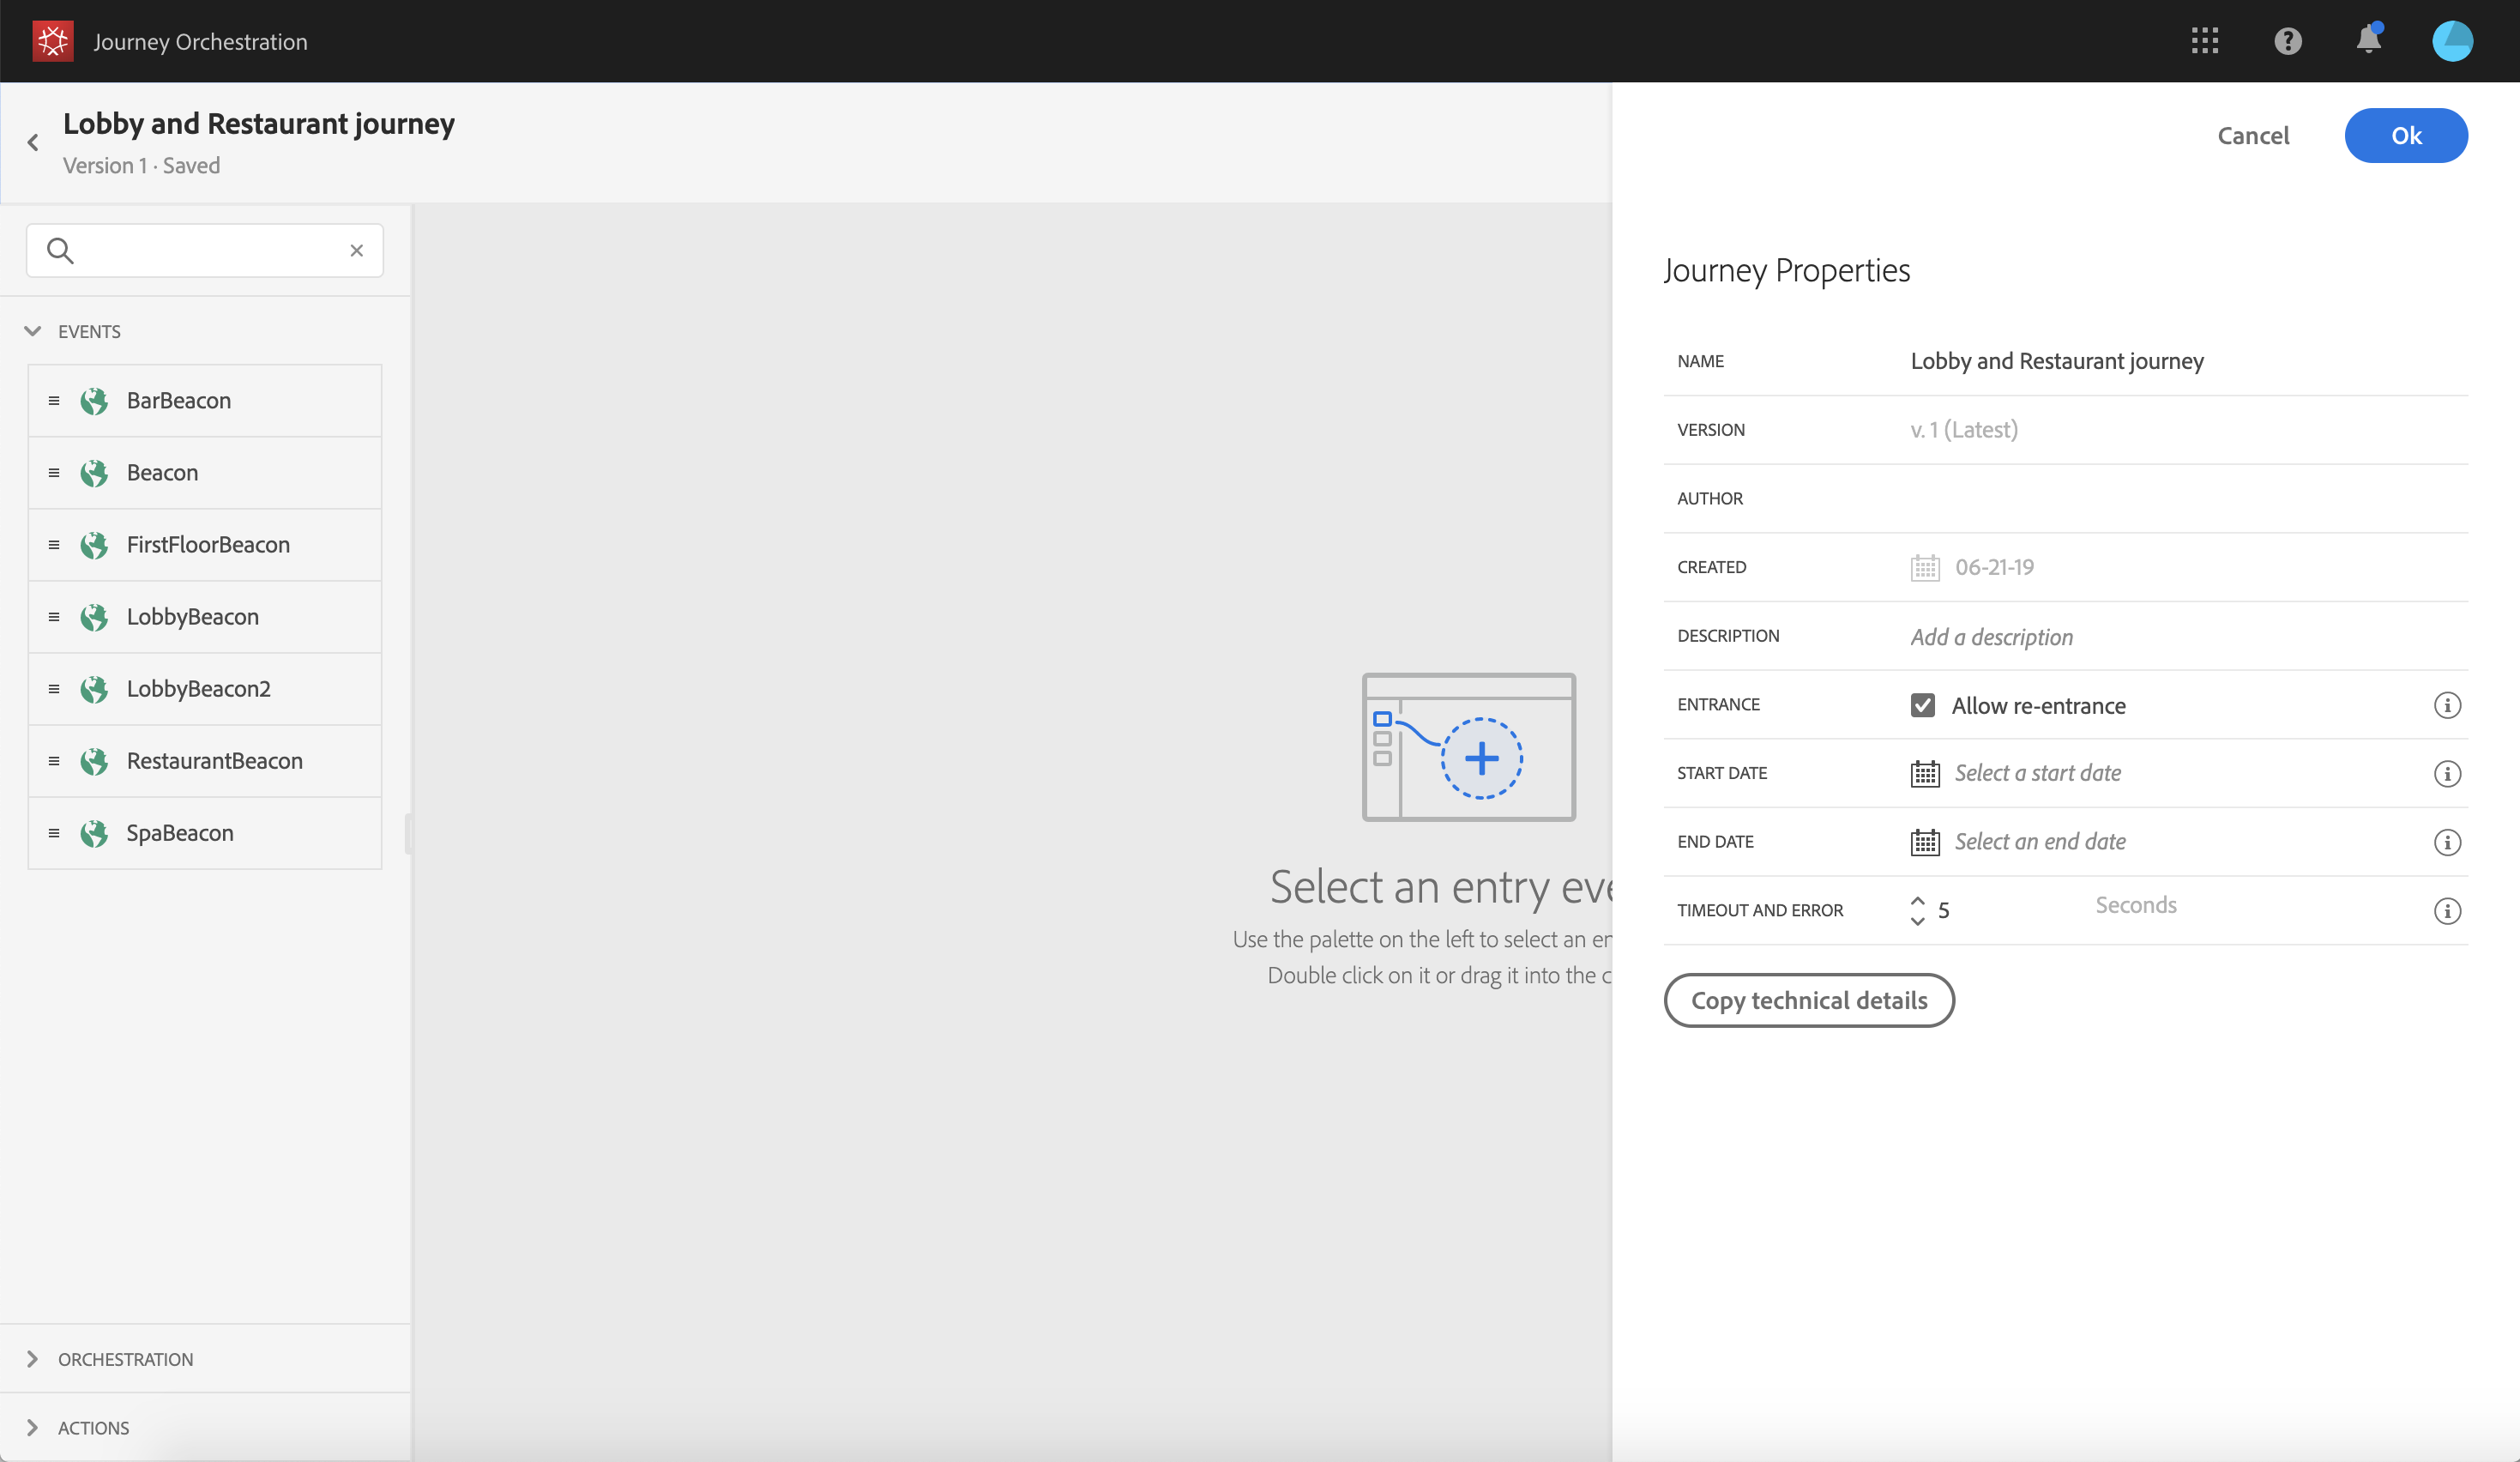 Journey Orchestration
Lobby and Restaurant journey
Version 1 · Saved
EVENTS
BarBeacon
Beacon
FirstFloorBeacon
LobbyBeacon
LobbyBeacon2
RestaurantBeacon
SpaBeacon
ORCHESTRATION
ACTIONS
Select an entry eve
Use the palette on the left to select an en
Double click on it or drag it into the c
Cancel
Ok
Journey Properties
NAME Lobby and Restaurant journey
VERSION v. 1 (Latest)
AUTHOR
CREATED 06-21-19
DESCRIPTION Add a description
ENTRANCE Allow re-entrance
START DATE Select a start date
END DATE Select an end date
TIMEOUT AND ERROR 5 Seconds
Copy technical details